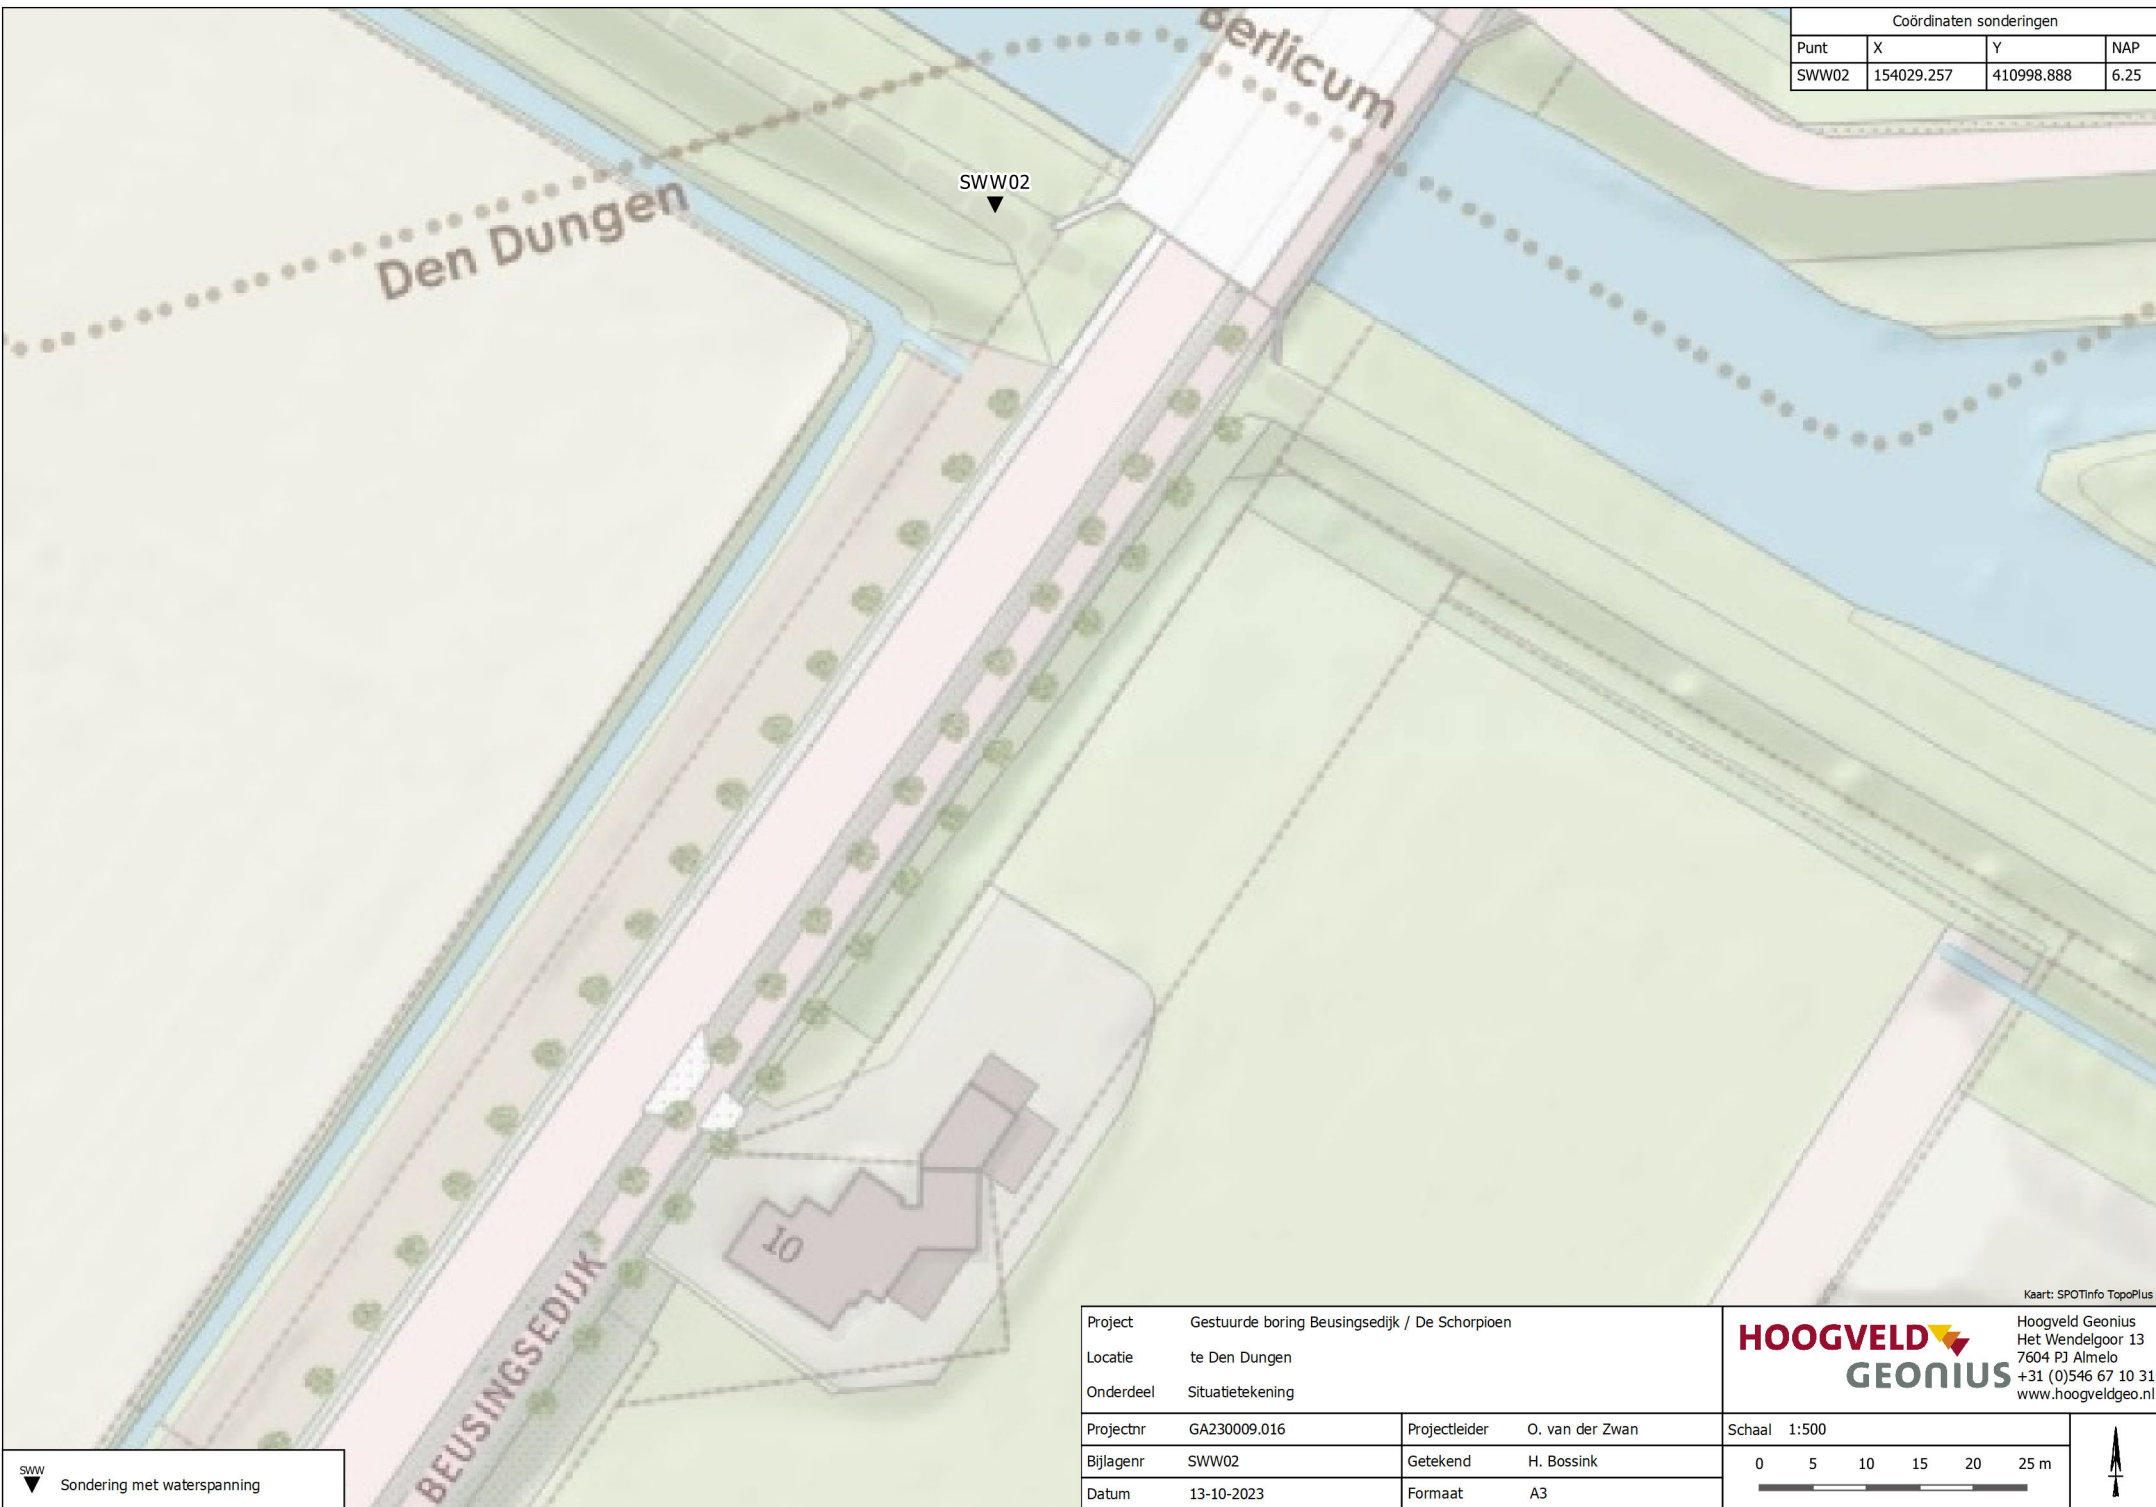 Coördinaten sonderingen
Punt X Y NAP
SWW02 154029.257 410998.888 6.25
Berlicum
SWW02
Den Dungen
10
BEUSINGSEDIJK
Kaart: SPOTinfo TopoPlus
Project Gestuurde boring Beusingsedijk / De Schorpioen
Locatie te Den Dungen
Onderdeel Situatietekening
HOOGVELD
GEONIUS
Hoogveld Geonius
Het Wendelgoor 13
7604 PJ Almelo
+31 (0)546 67 10 31
www.hoogveldgeo.nl
Projectnr GA230009.016 Projectleider O. van der Zwan
Bijlagenr SWW02 Getekend H. Bossink
Datum 13-10-2023 Formaat A3
Schaal 1:500
0 5 10 15 20 25 m
SWW
Sondering met waterspanning